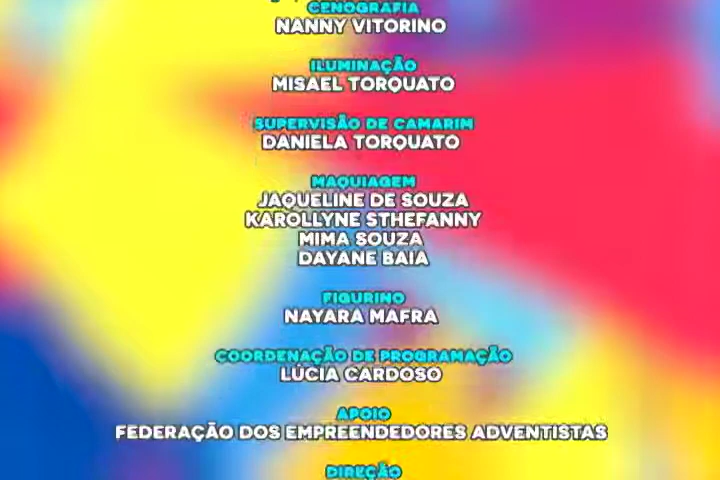 CENOGRAFIA
NANNY VITORINO
ILUMINAÇÃO
MISAEL TORQUATO
SUPERVISÃO DE CAMARIM
DANIELA TORQUATO
MAQUIAGEM
JAQUELINE DE SOUZA
KAROLLYNE STHEFANNY
MIMA SOUZA
DAYANE BAIA
FIGURINO
NAYARA MAFRA
COORDENAÇÃO DE PROGRAMAÇÃO
LÚCIA CARDOSO
APOIO
FEDERAÇÃO DOS EMPREENDEDORES ADVENTISTAS
DIREÇÃO